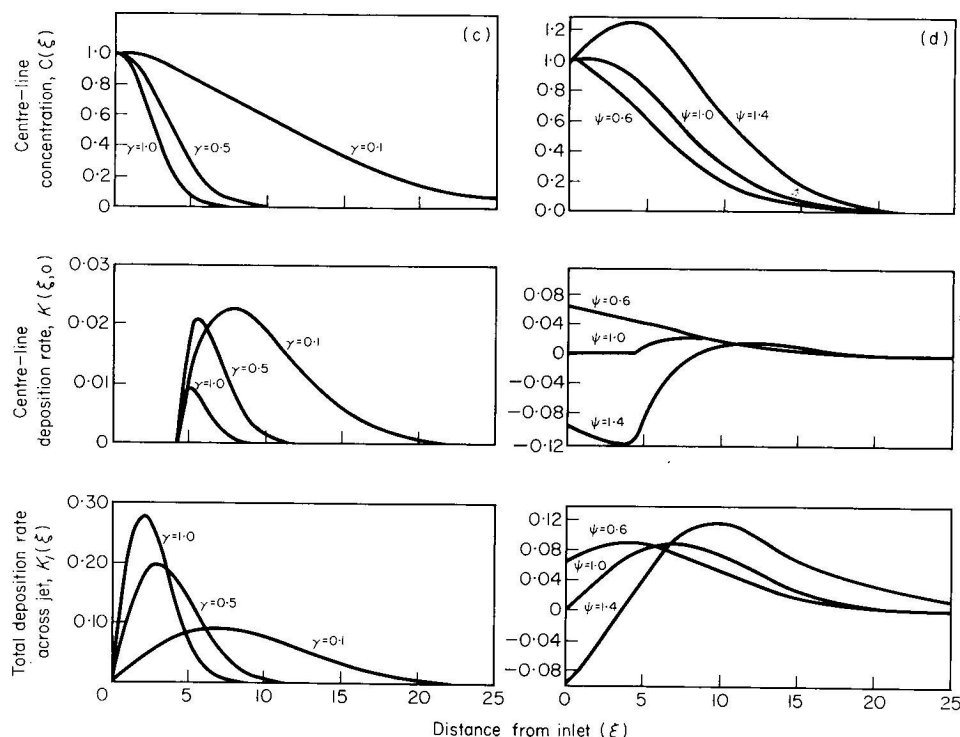 (c)
Centre-line
concentration, C(ξ)
1·0
0·8
0·6
0·4
0·2
0
γ=1·0
γ=0·5
γ=0·1
(d)
1·2
1·0
0·8
0·6
0·4
0·2
0·0
ψ=0·6
ψ=1·0
ψ=1·4
Centre-line
deposition rate, K(ξ,o)
0·03
0·02
0·01
0
γ=0·1
γ=0·5
γ=1·0
0·08
0·04
0
−0·04
−0·08
−0·12
ψ=0·6
ψ=1·0
ψ=1·4
Total deposition rate
across jet, Kj(ξ)
0·30
0·20
0·10
0
γ=1·0
γ=0·5
γ=0·1
0 5 10 15 20 25
0·12
0·08
0·04
0
−0·04
−0·08
ψ=0·6
ψ=1·0
ψ=1·4
0 5 10 15 20 25
Distance from inlet (ξ)